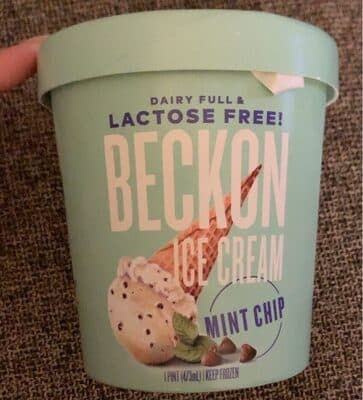 DAIRY FULL &
LACTOSE FREE!
BECKON
ICE CREAM
MINT CHIP
1 PINT (473mL) | KEEP FROZEN